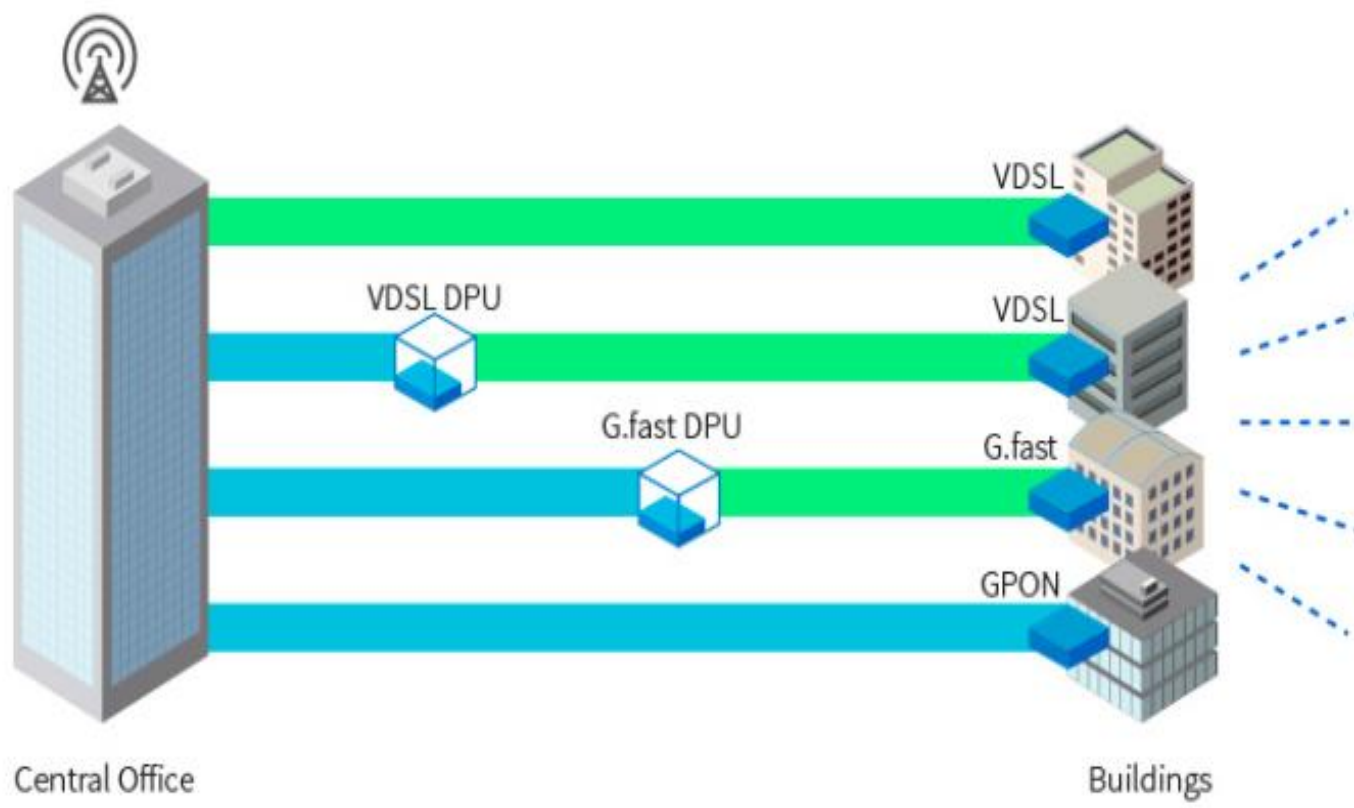 VDSL
VDSL DPU
VDSL
G.fast DPU
G.fast
GPON
Central Office
Buildings